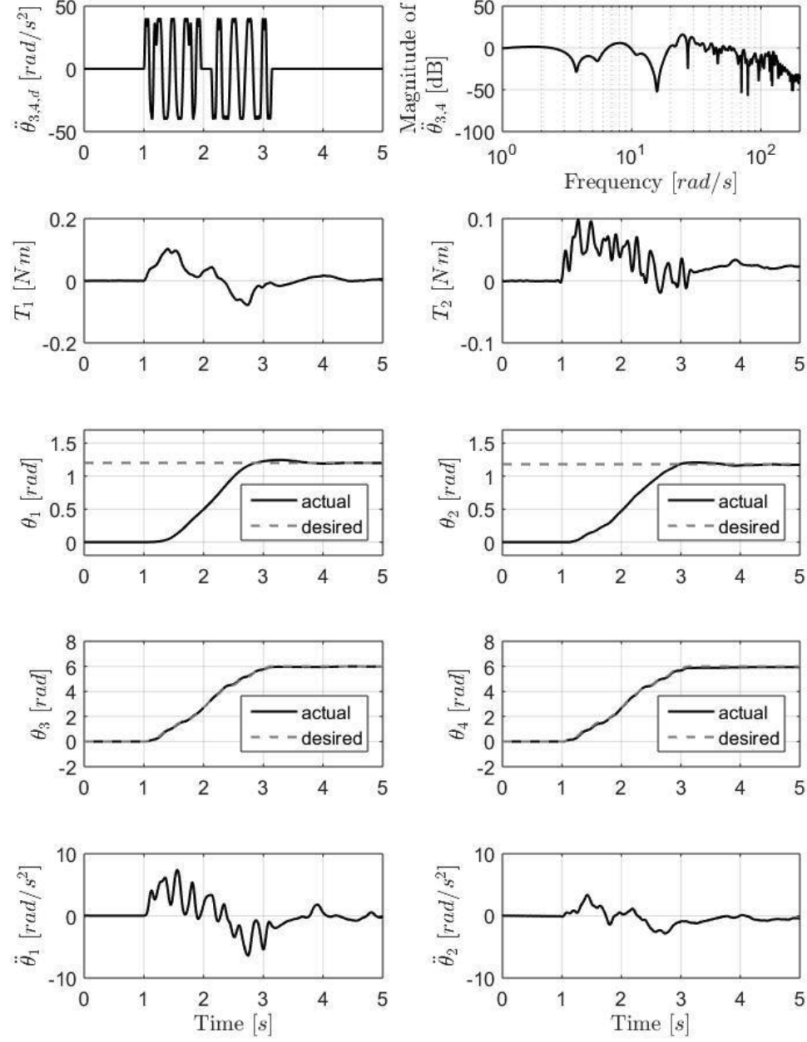 50
0
-50
θ̈3,4,d [rad/s²]
0 1 2 3 4 5
50
0
-50
-100
Magnitude of
θ̈3,4 [dB]
10⁰ 10¹ 10²
Frequency [rad/s]
0.2
0
-0.2
T1 [Nm]
0 1 2 3 4 5
0.1
0
-0.1
T2 [Nm]
0 1 2 3 4 5
1.5
1
0.5
0
θ1 [rad]
actual
desired
0 1 2 3 4 5
1.5
1
0.5
0
θ2 [rad]
actual
desired
0 1 2 3 4 5
8
6
4
2
0
-2
θ3 [rad]
actual
desired
0 1 2 3 4 5
8
6
4
2
0
-2
θ4 [rad]
actual
desired
0 1 2 3 4 5
10
0
-10
θ̈1 [rad/s²]
0 1 2 3 4 5
Time [s]
10
0
-10
θ̈2 [rad/s²]
0 1 2 3 4 5
Time [s]